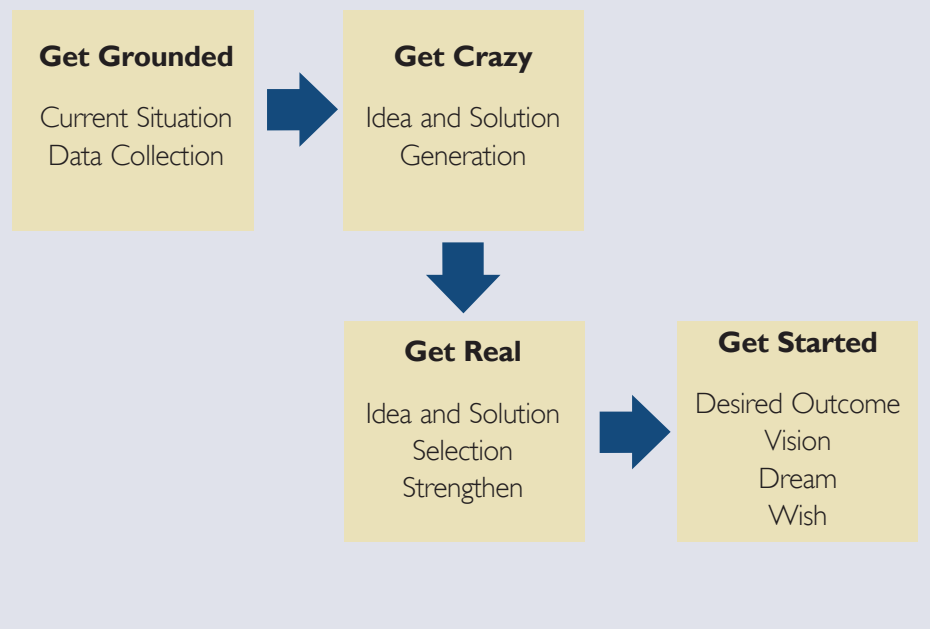 Get Grounded
Current Situation
Data Collection
Get Crazy
Idea and Solution
Generation
Get Real
Idea and Solution
Selection
Strengthen
Get Started
Desired Outcome
Vision
Dream
Wish